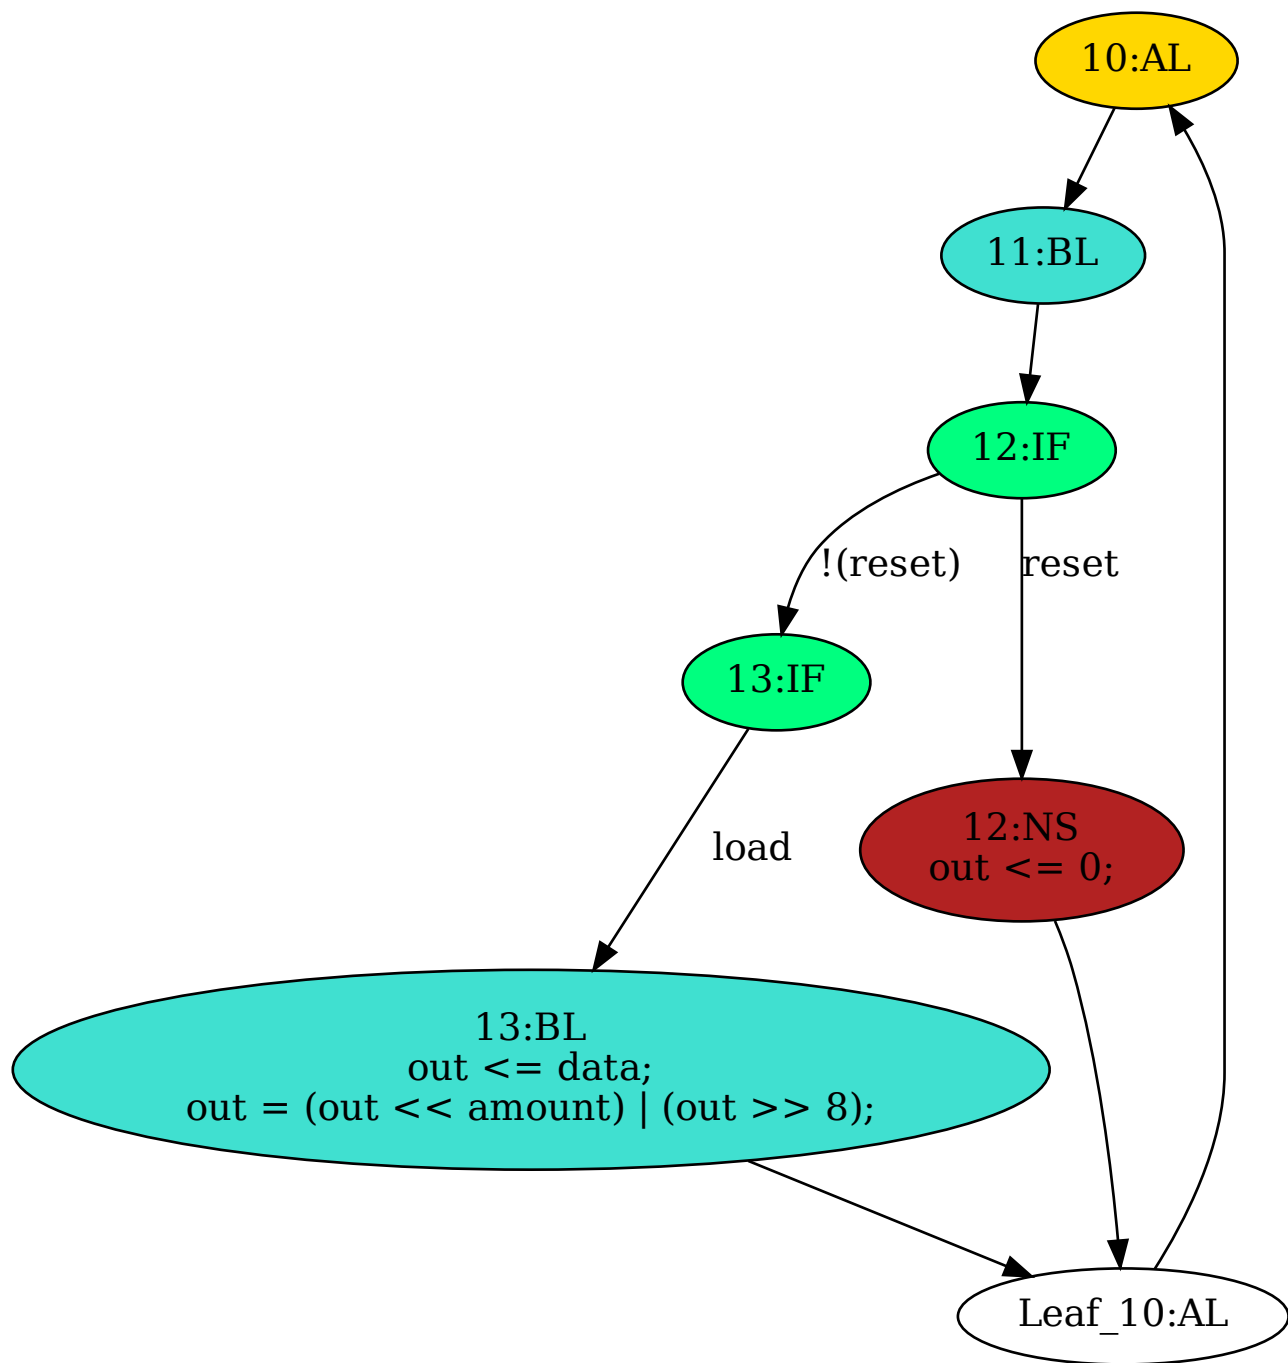 10:AL
11:BL
12:IF
!(reset)
reset
13:IF
load
12:NS
out <= 0;
13:BL
out <= data;
out = (out << amount) | (out >> 8);
Leaf_10:AL